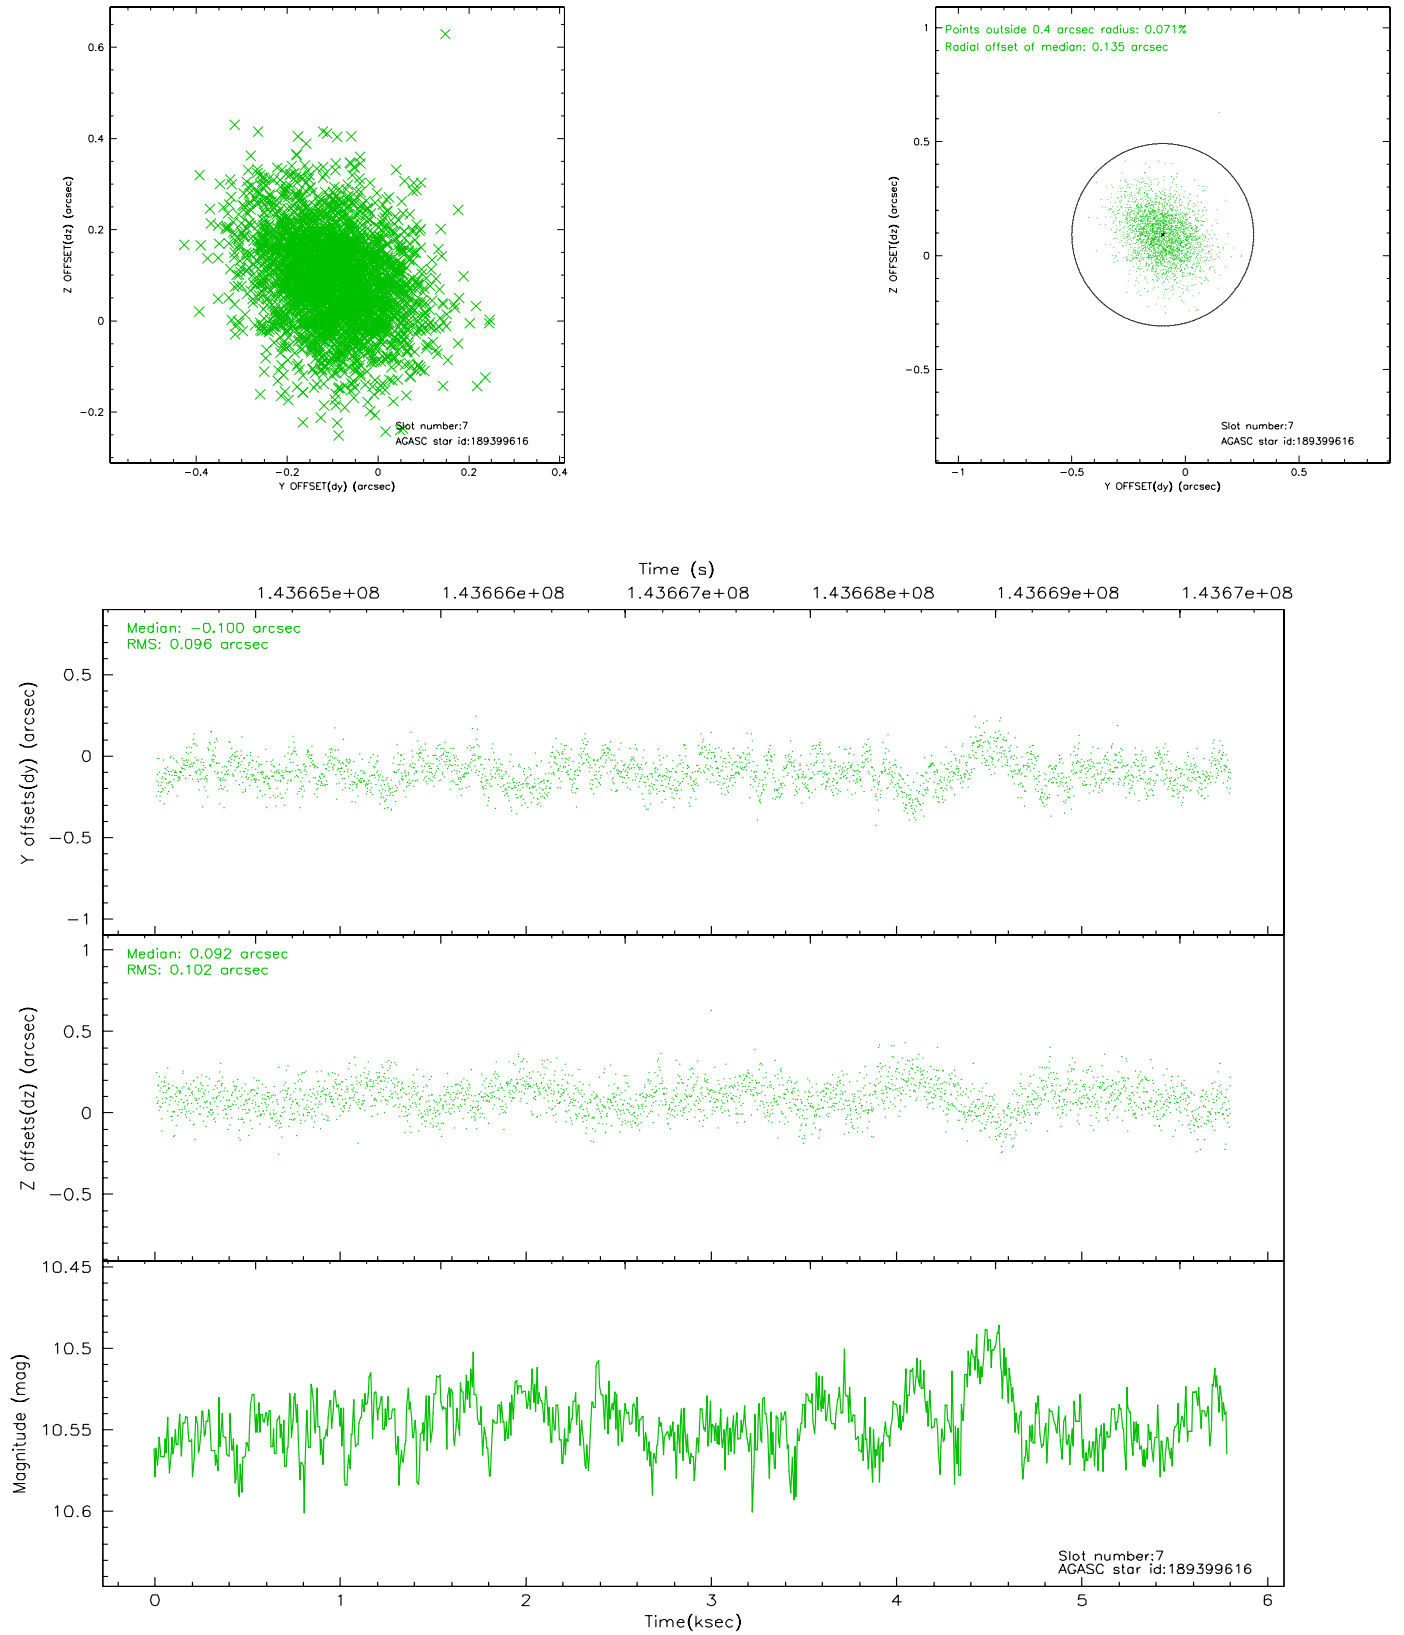 0.6
0.4
0.2
0
-0.2
-0.4
-0.2
0
0.2
0.4
Z OFFSET(dz) (arcsec)
Y OFFSET(dy) (arcsec)
Slot number:7
AGASC star id:189399616
Points outside 0.4 arcsec radius: 0.071%
Radial offset of median: 0.135 arcsec
1
0.5
0
-0.5
-1
-0.5
0
0.5
Z OFFSET(dz) (arcsec)
Y OFFSET(dy) (arcsec)
Slot number:7
AGASC star id:189399616
Time (s)
1.43665e+08
1.43666e+08
1.43667e+08
1.43668e+08
1.43669e+08
1.4367e+08
Median: -0.100 arcsec
RMS: 0.096 arcsec
0.5
0
-0.5
-1
Y offsets(dy) (arcsec)
Median: 0.092 arcsec
RMS: 0.102 arcsec
1
0.5
0
-0.5
Z offsets(dz) (arcsec)
10.45
10.5
10.55
10.6
Magnitude (mag)
Slot number:7
AGASC star id:189399616
0
1
2
3
4
5
6
Time(ksec)